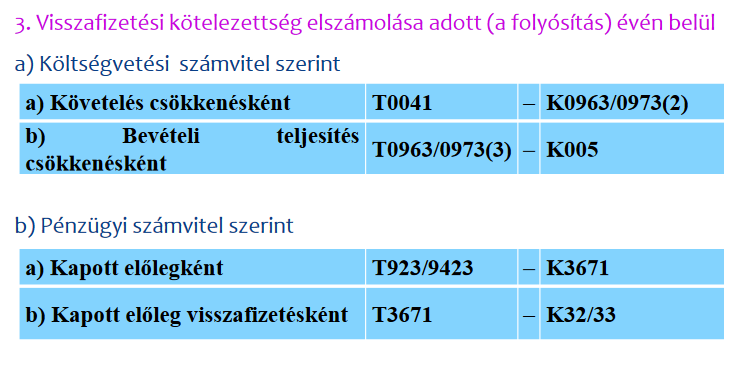 3. Visszafizetési kötelezettség elszámolása adott (a folyósítás) évén belül
a) Költségvetési számvitel szerint
a) Követelés csökkenésként T0041 – K0963/0973(2)
b) Bevételi teljesítés
csökkenésként T0963/0973(3) – K005
b) Pénzügyi számvitel szerint
a) Kapott előlegként T923/9423 – K3671
b) Kapott előleg visszafizetésként T3671 – K32/33